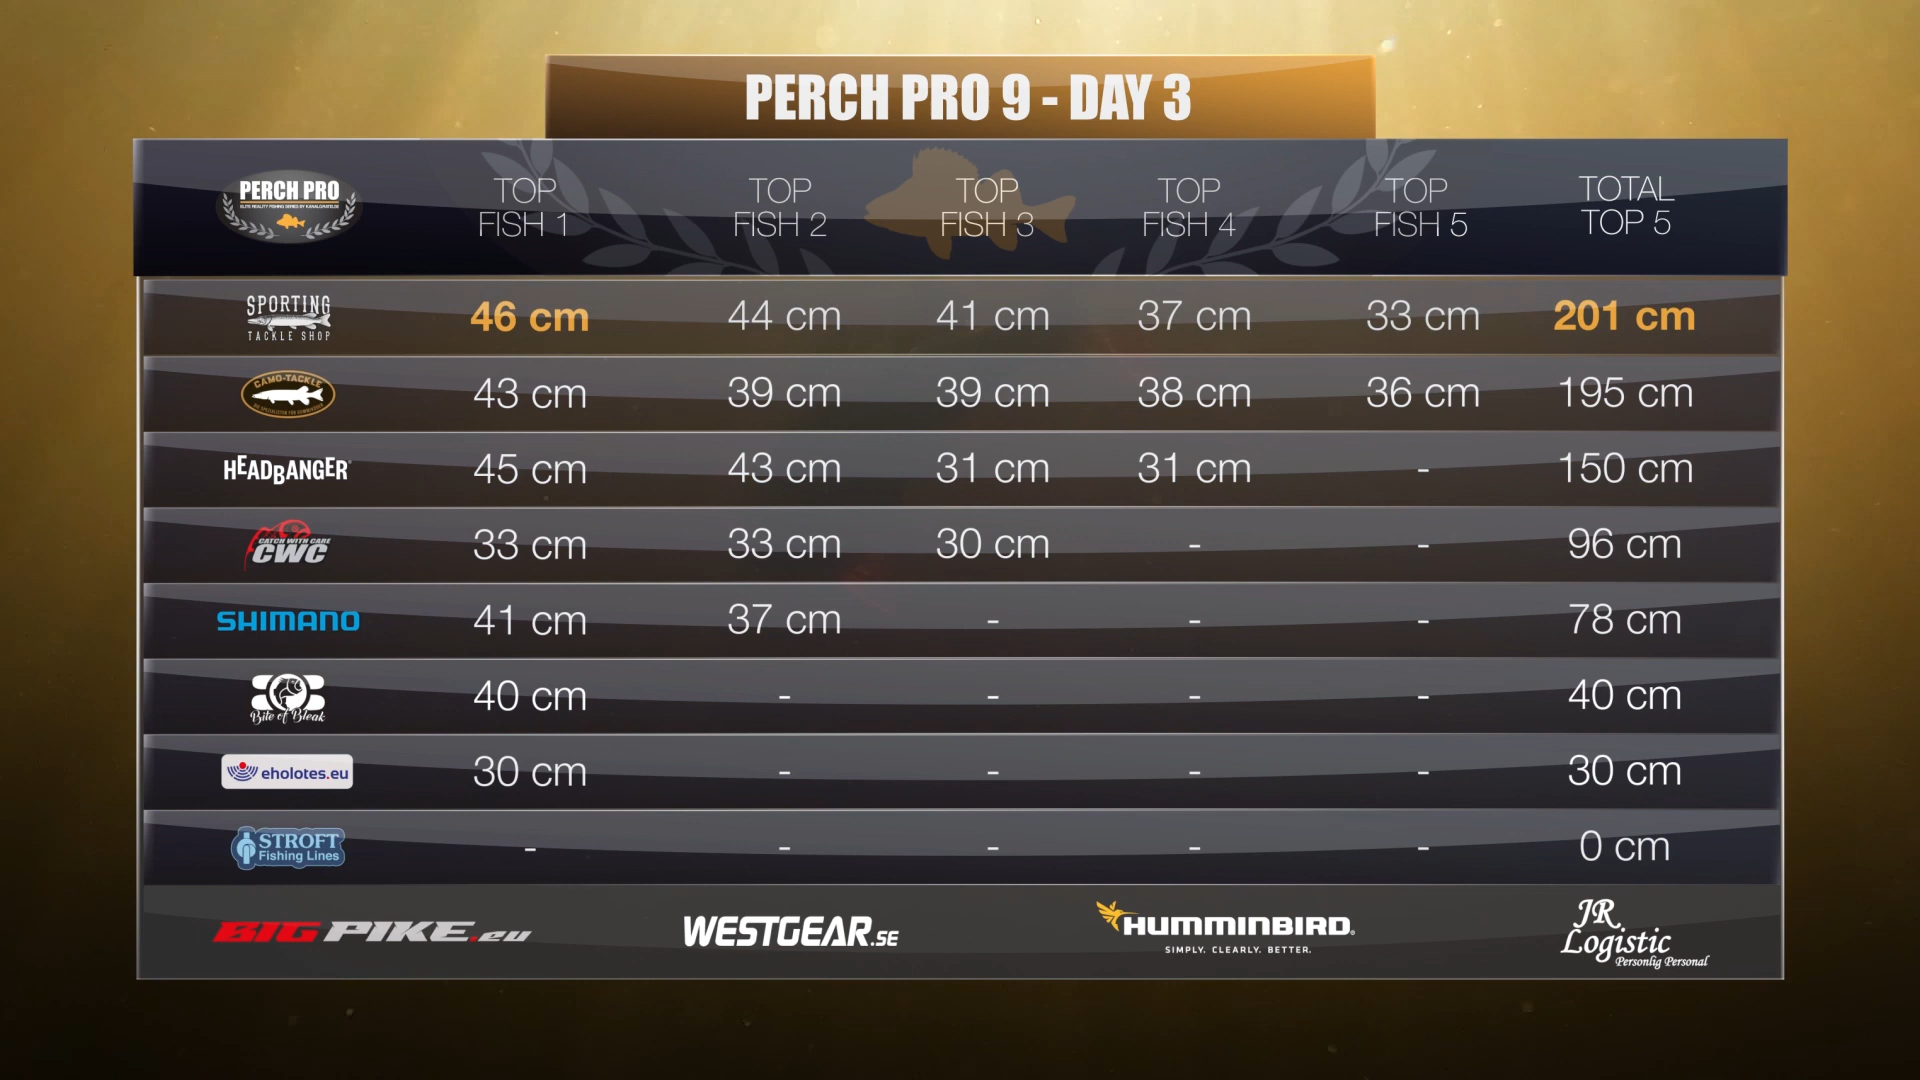 PERCH PRO 9 - DAY 3
PERCH PRO
TOP FISH 1
TOP FISH 2
TOP FISH 3
TOP FISH 4
TOP FISH 5
TOTAL TOP 5
SPORTING
TACKLE SHOP
46 cm 44 cm 41 cm 37 cm 33 cm 201 cm
CAMO-TACKLE
43 cm 39 cm 39 cm 38 cm 36 cm 195 cm
HEADBANGER
45 cm 43 cm 31 cm 31 cm - 150 cm
CATCH WITH CARE
CWC
33 cm 33 cm 30 cm - - 96 cm
SHIMANO 41 cm 37 cm - - - 78 cm
Bite of Bleak
40 cm - - - - 40 cm
eholotes.eu 30 cm - - - - 30 cm
STROFT
Fishing Lines
- - - - - 0 cm
BIG PIKE.eu
WESTGEAR.SE
HUMMINBIRD®
SIMPLY. CLEARLY. BETTER.
JR
Logistic
Personlig Personal